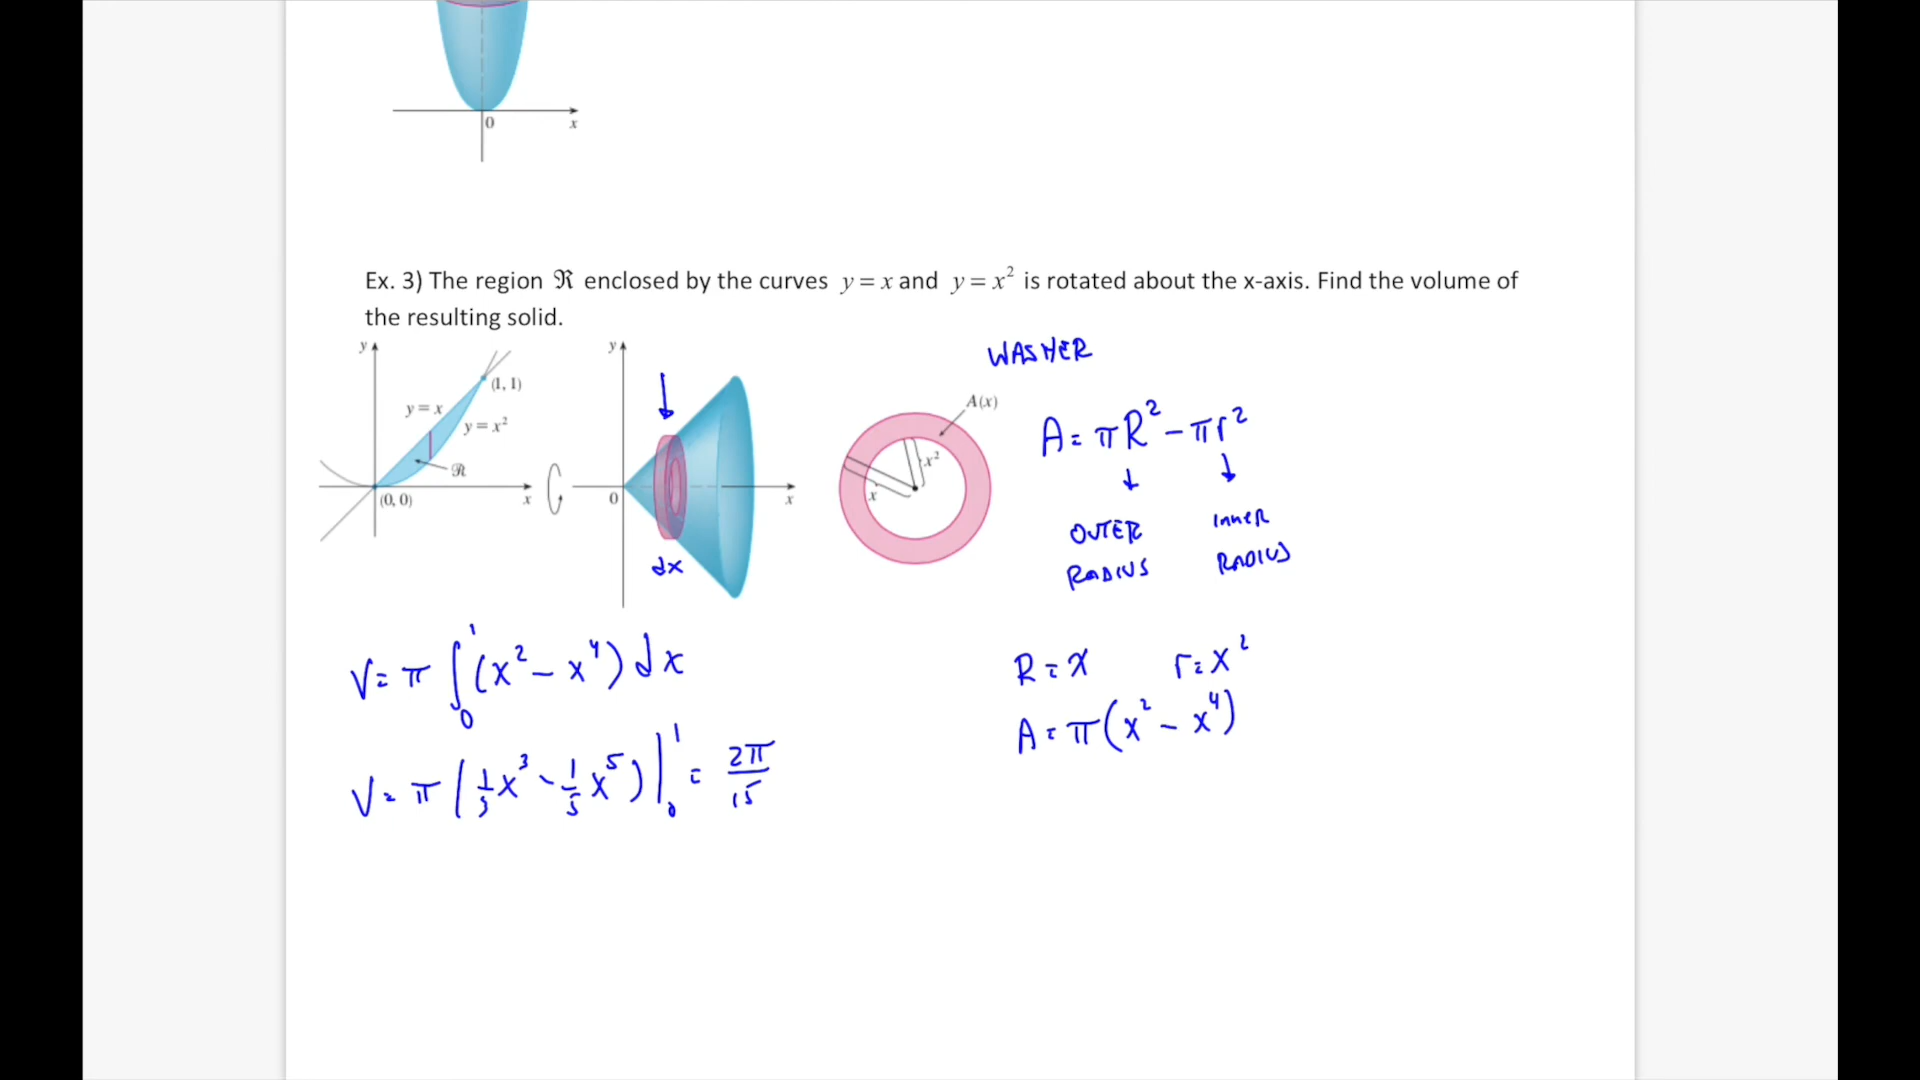 0
x
Ex. 3) The region ℜ enclosed by the curves y = x and y = x² is rotated about the x-axis. Find the volume of
the resulting solid.
y
(1, 1)
y = x
y = x²
ℜ
(0, 0)
x
y
0
x
dx
WASHER
A(x)
x²
x
A = πR² − πr²
OUTER
RADIUS
Inner
RADIUS
V = π ∫₀¹ (x² − x⁴) dx
V = π (1/3 x³ − 1/5 x⁵) |₀¹ = 2π/15
R = x r = x²
A = π(x² − x⁴)